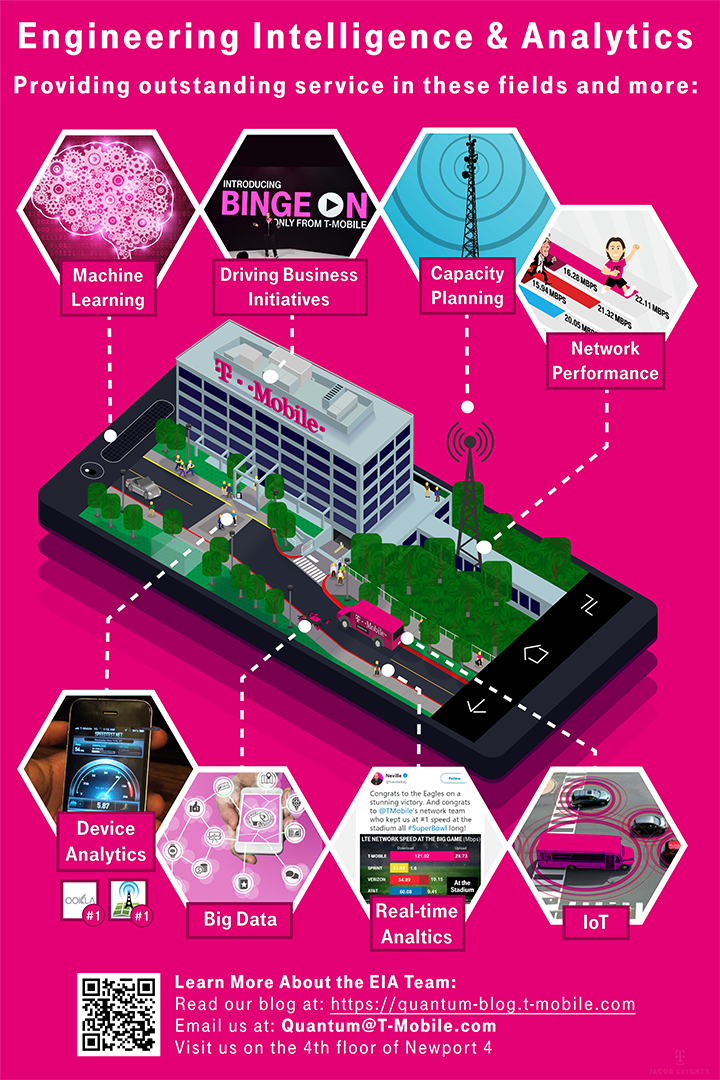 Engineering Intelligence & Analytics
Providing outstanding service in these fields and more:
INTRODUCING
BINGE ON
ONLY FROM T-MOBILE
16.28 MBPS
22.11 MBPS
15.94 MBPS
21.32 MBPS
20.05 MBPS
Machine
Learning
Driving Business
Initiatives
Capacity
Planning
Network
Performance
T-Mobile
T-Mobile
SPEEDTEST.NET
5.87
Neville
Follow
Congrats to the Eagles on a
stunning victory. And congrats
to @TMobile's network team
who kept us at #1 speed at the
stadium all #SuperBowl long!
LTE NETWORK SPEED AT THE BIG GAME (Mbps)
Download Upload
T-MOBILE 121.02 28.73
SPRINT 1.6
VERIZON 54.89 19.15
AT&T 60.08 9.41
At the
Stadium
Device
Analytics
OOKLA
#1
#1
Big Data
Real-time
Analtics
IoT
Learn More About the EIA Team:
Read our blog at: https://quantum-blog.t-mobile.com
Email us at: Quantum@T-Mobile.com
Visit us on the 4th floor of Newport 4
JACOB LEIGHTY